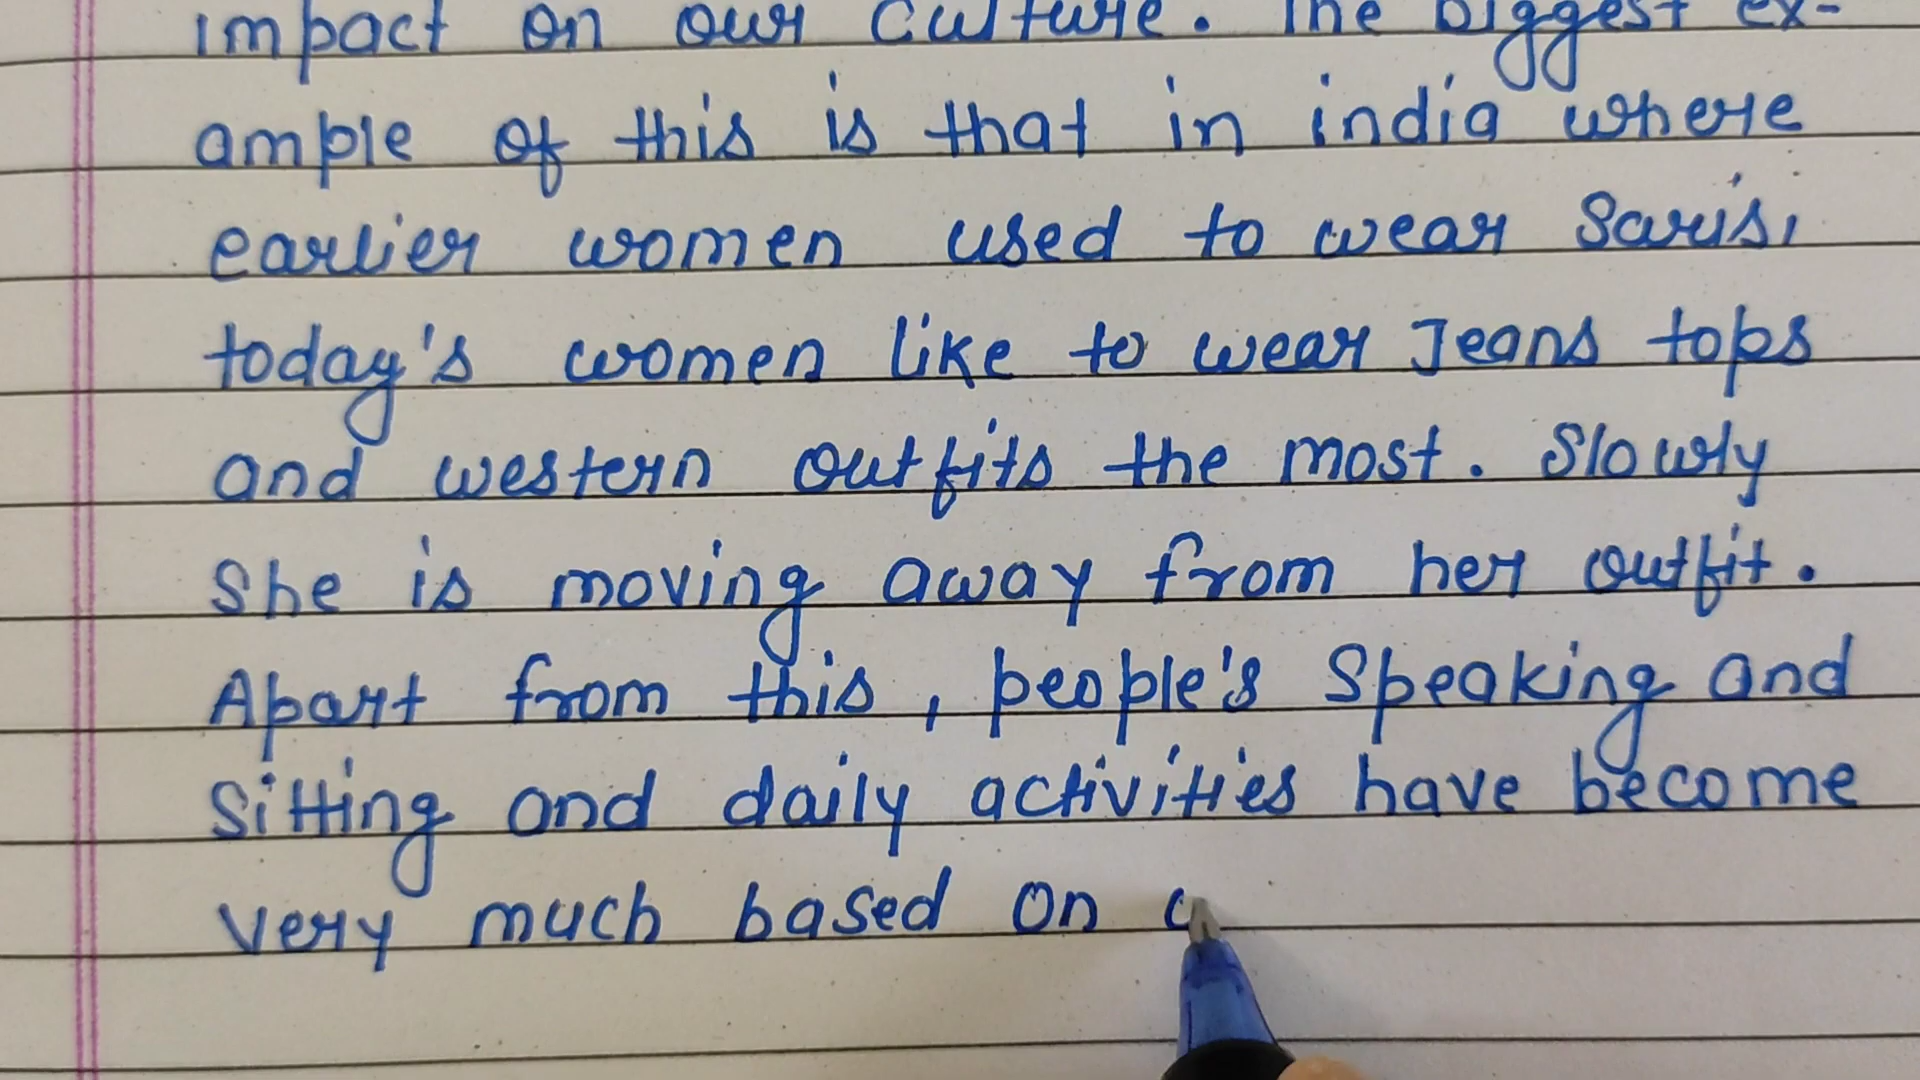 impact on our culture. The biggest ex-
ample of this is that in india where
earlier women used to wear Saris,
today's women like to wear Jeans tops
and western outfits the most. Slowly
She is moving away from her outfit.
Apart from this, people's Speaking and
Sitting and daily activities have become
very much based on